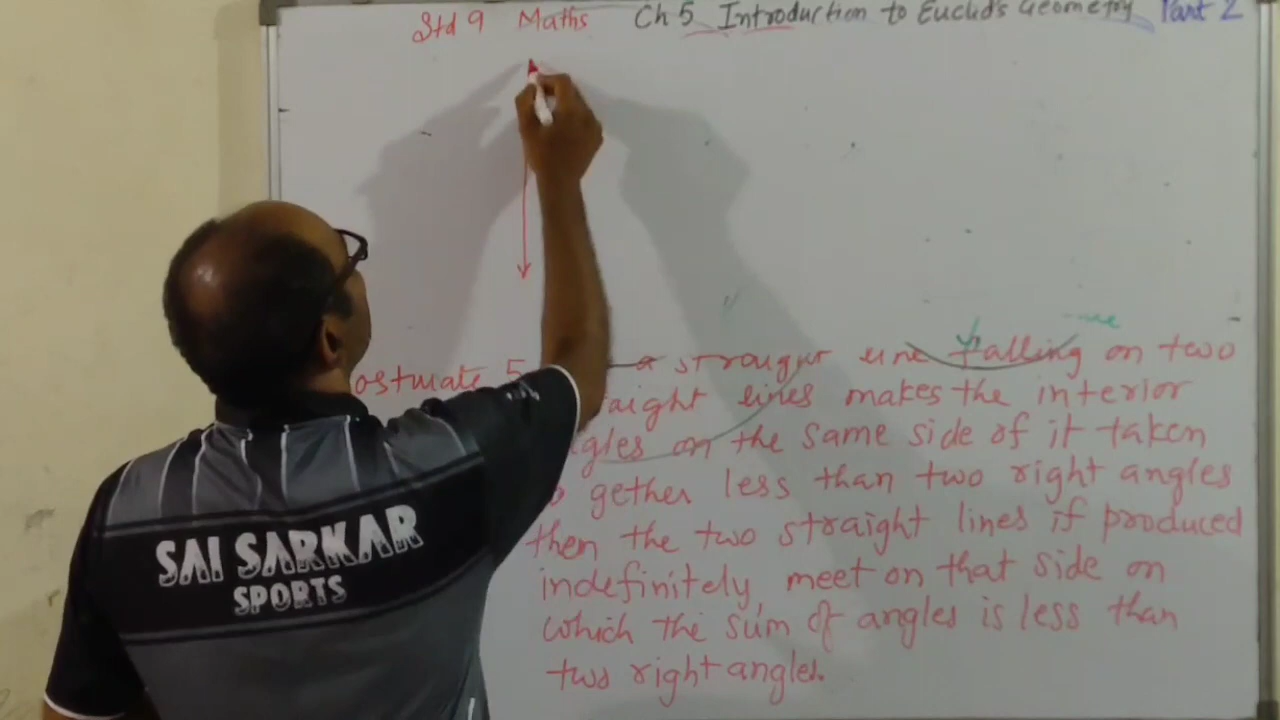 Std 9 Maths Ch 5 Introduction to Euclid's Geometry Part 2
ostulate 5 a straight line falling on two
aight lines makes the interior
gles on the same side of it taken
gether less than two right angles
then the two straight lines if produced
indefinitely, meet on that side on
which the sum of angles is less than
two right angles.
SAI SARKAR
SPORTS